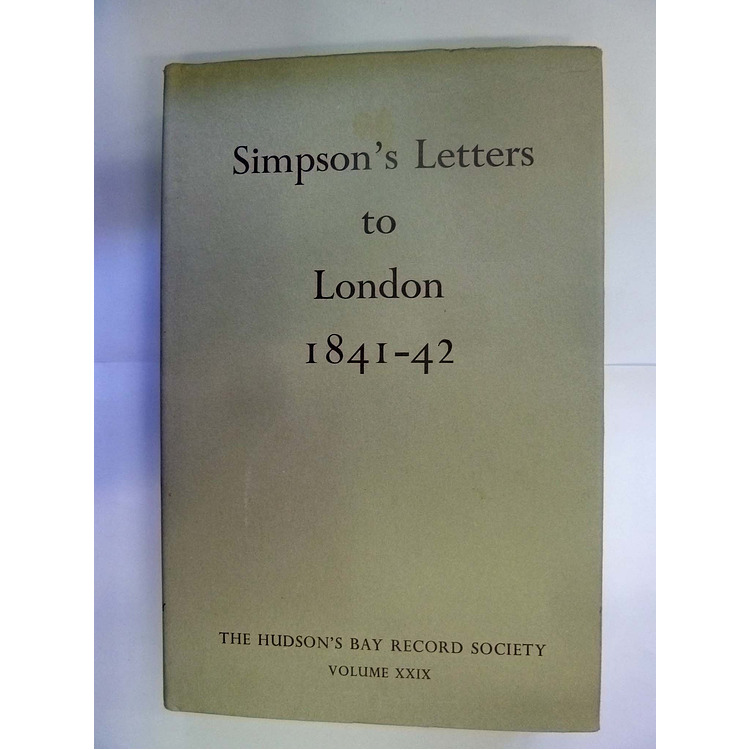 Simpson's Letters
to
London
1841-42
THE HUDSON'S BAY RECORD SOCIETY
VOLUME XXIX